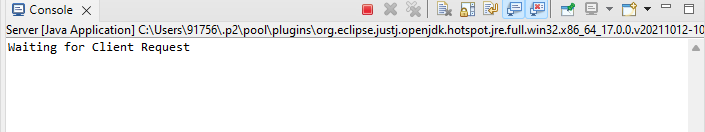 Console
Server [Java Application] C:\Users\91756\.p2\pool\plugins\org.eclipse.justj.openjdk.hotspot.jre.full.win32.x86_64_17.0.0.v20211012-10
Waiting for Client Request